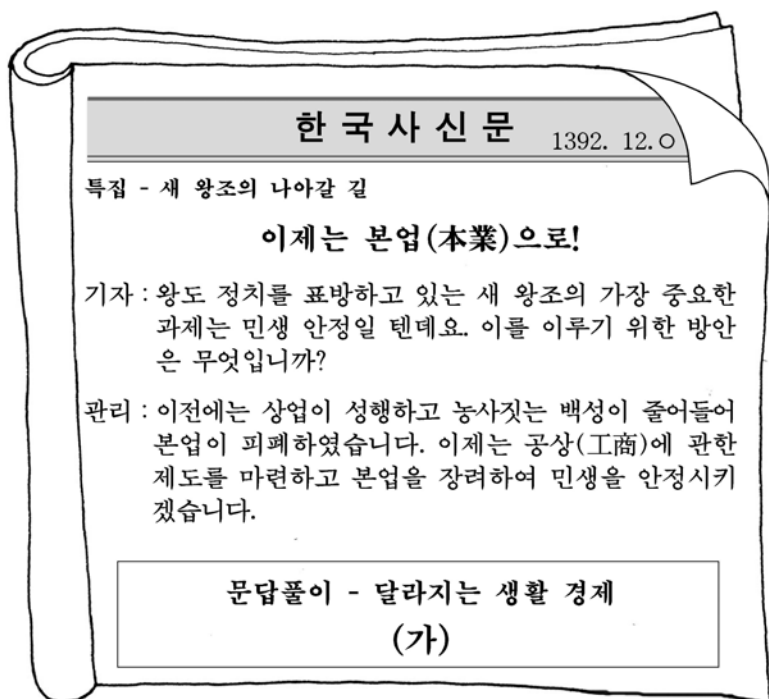 한국사신문 1392. 12.○
특집 - 새 왕조의 나아갈 길
이제는 본업(本業)으로!
기자 : 왕도 정치를 표방하고 있는 새 왕조의 가장 중요한
과제는 민생 안정일 텐데요. 이를 이루기 위한 방안
은 무엇입니까?
관리 : 이전에는 상업이 성행하고 농사짓는 백성이 줄어들어
본업이 피폐하였습니다. 이제는 공상(工商)에 관한
제도를 마련하고 본업을 장려하여 민생을 안정시키
겠습니다.
문답풀이 - 달라지는 생활 경제
(가)